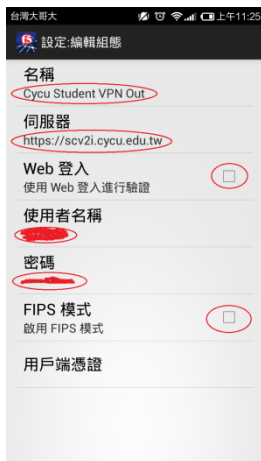 台灣大哥大 上午11:25
f5 設定:編輯組態
名稱
Cycu Student VPN Out
伺服器
https://scv2i.cycu.edu.tw
Web 登入
使用 Web 登入進行驗證
使用者名稱
密碼
FIPS 模式
啟用 FIPS 模式
用戶端憑證